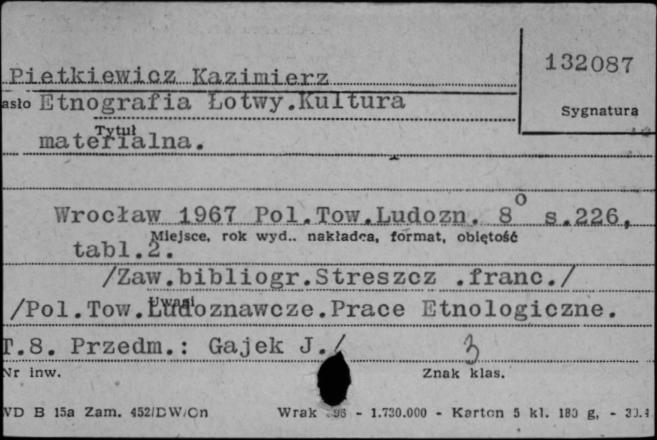 132087
Pietkiewicz Kazimierz
Sygnatura
asło Etnografia Łotwy.Kultura
Tytuł
materialna.
Wrocław 1967 Pol.Tow.Ludozn. 8° s.226,
Miejsce, rok wyd.. nakładca, format, objętość
tabl.2.
/Zaw.bibliogr.Streszcz .franc./
Uwagi
/Pol.Tow.Ludoznawcze.Prace Etnologiczne.
T.8. Przedm.: Gajek J./ 3
Nr inw. Znak klas.
WD B 15a Zam. 452/DW/Cn Wrak - 1.730.000 - Karton 5 kl. 180 g, -